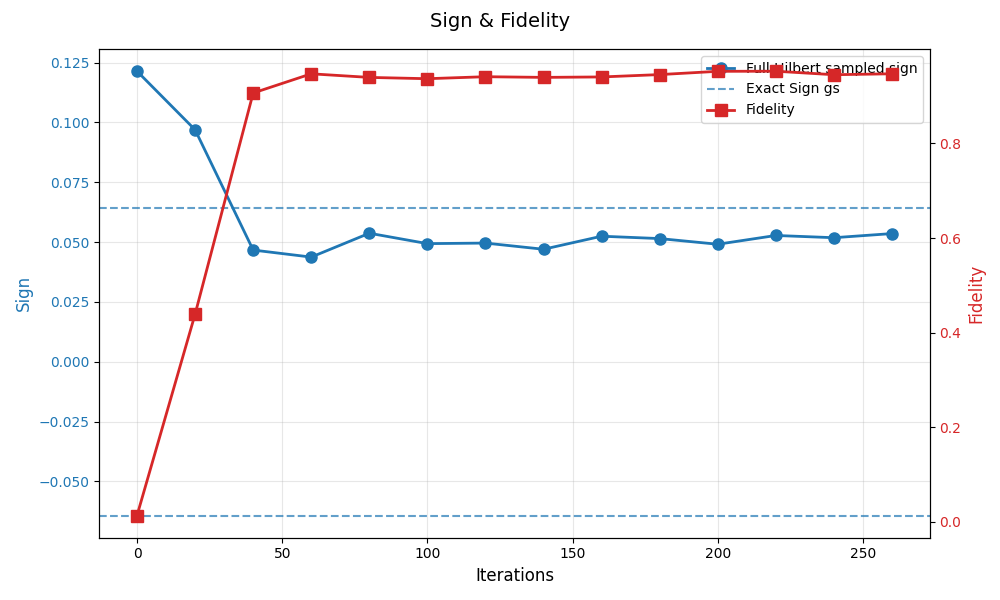 Sign & Fidelity
0.125
0.100
0.075
0.050
0.025
0.000
−0.025
−0.050
Sign
Full Hilbert sampled sign
Exact Sign gs
Fidelity
0.8
0.6
0.4
0.2
0.0
Fidelity
0
50
100
150
200
250
Iterations